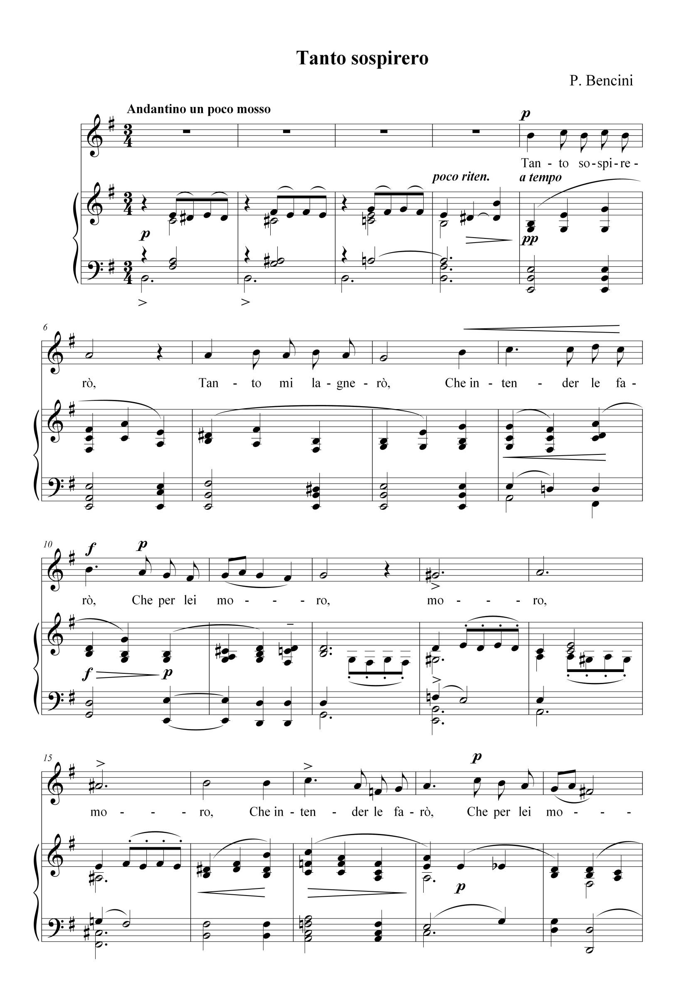 Tanto sospirero
P. Bencini
Andantino un poco mosso
p
Tan - to so - spi - re -
poco riten. a tempo
p pp
6
rò, Tan - to mi la - gne - rò, Che in - ten - der le fa -
10
f p
rò, Che per lei mo - - - ro, mo - - - ro,
f p
15
p
mo - - - ro, Che in - ten - der le fa - rò, Che per lei mo - - -
p